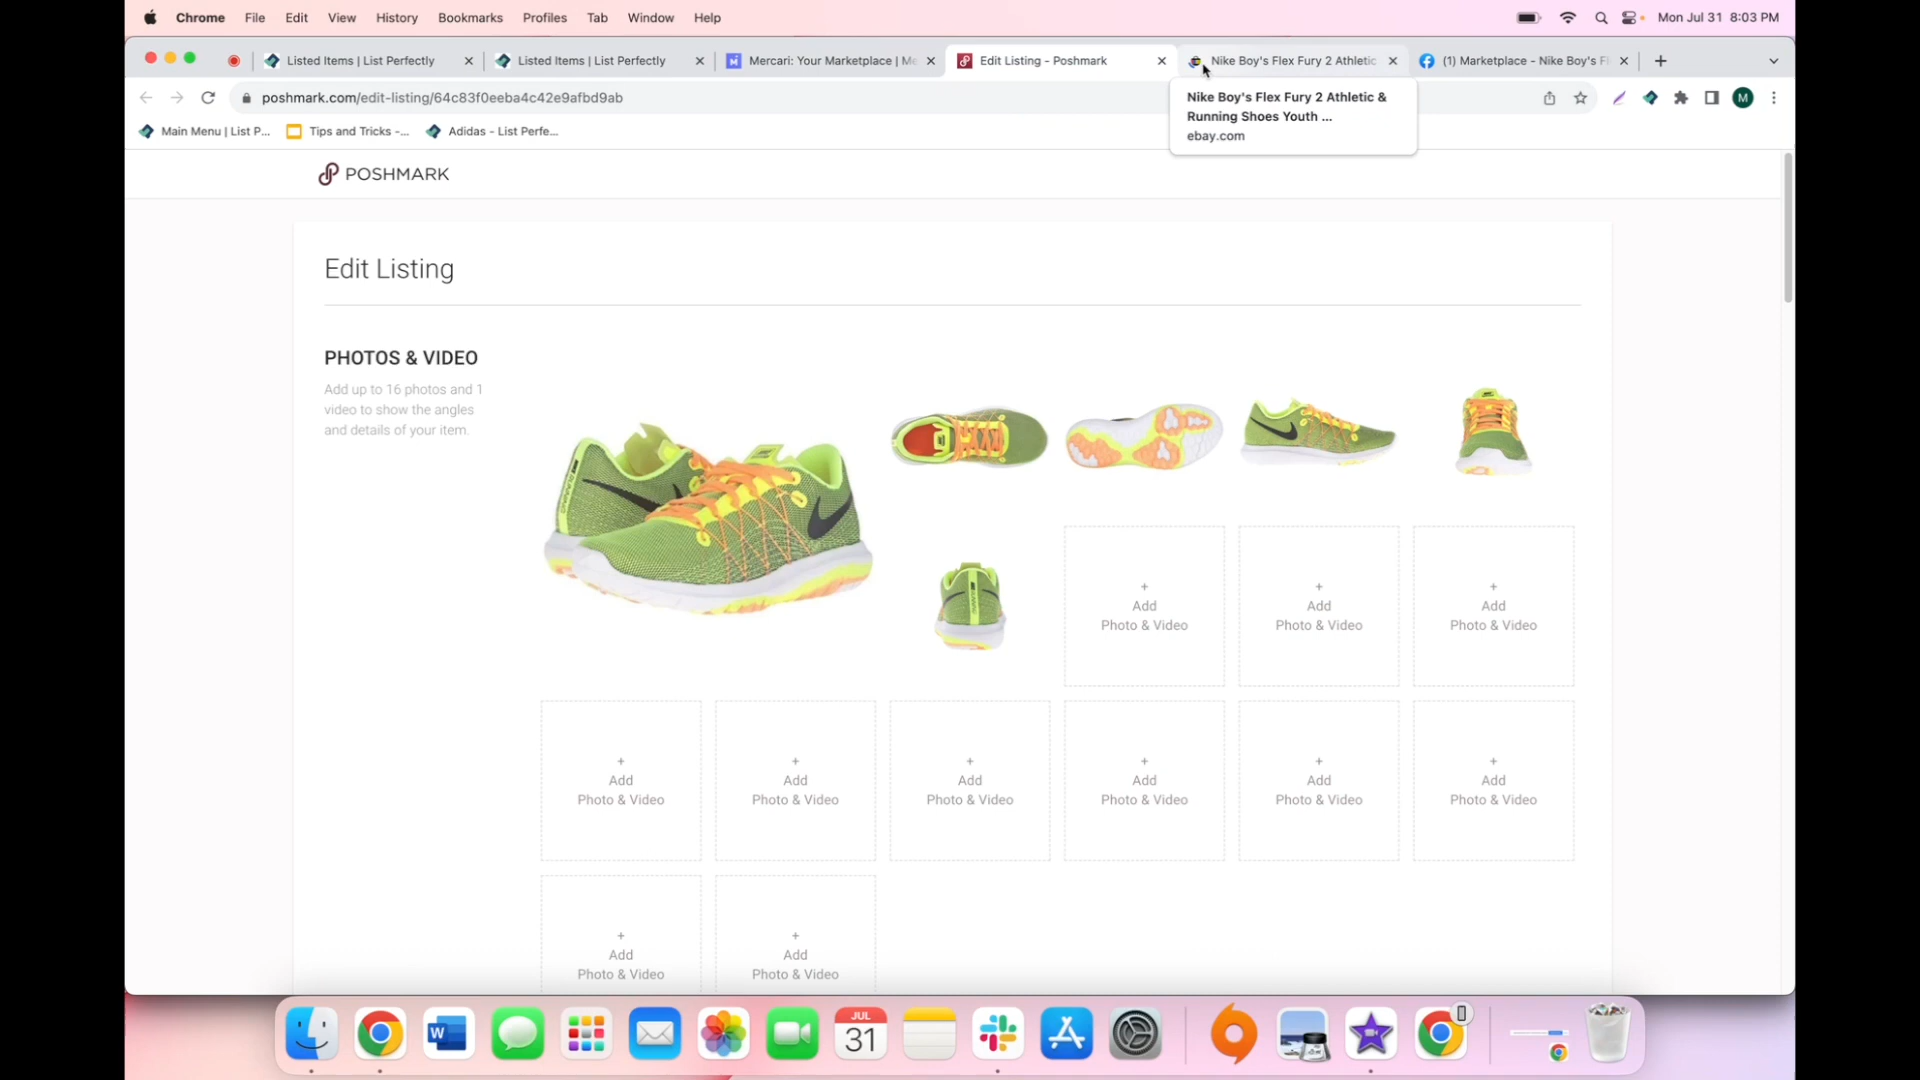 Chrome File Edit View History Bookmarks Profiles Tab Window Help Mon Jul 31 8:03 PM
Listed Items | List Perfectly Listed Items | List Perfectly Mercari: Your Marketplace | Me Edit Listing - Poshmark Nike Boy's Flex Fury 2 Athletic (1) Marketplace - Nike Boy's Fl
poshmark.com/edit-listing/64c83f0eeba4c42e9afbd9ab M
Nike Boy's Flex Fury 2 Athletic &
Running Shoes Youth ...
ebay.com
Main Menu | List P... Tips and Tricks -... Adidas - List Perfe...
POSHMARK
Edit Listing
PHOTOS & VIDEO
Add up to 16 photos and 1
video to show the angles
and details of your item.
+ + +
Add Add Add
Photo & Video Photo & Video Photo & Video
+ + + + + +
Add Add Add Add Add Add
Photo & Video Photo & Video Photo & Video Photo & Video Photo & Video Photo & Video
+ +
Add Add
Photo & Video Photo & Video
W JUL
31